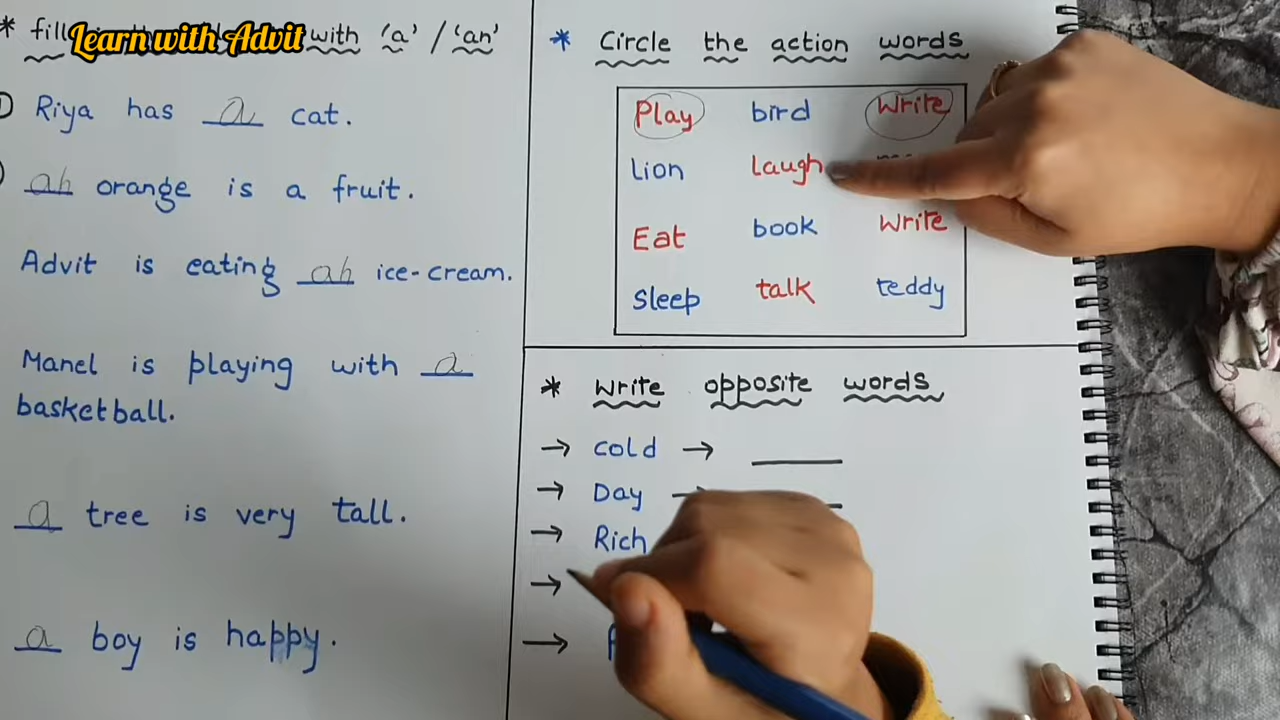 Learn with Advit
* fill with 'a' / 'an'
Riya has a cat.
an orange is a fruit.
Advit is eating an ice-cream.
Manel is playing with a
basketball.
a tree is very tall.
a boy is happy.
* Circle the action words
Play bird Write
Lion laugh
Eat book Write
Sleep talk teddy
* Write opposite words
→ Cold → ____
→ Day → ____
→ Rich
→
→